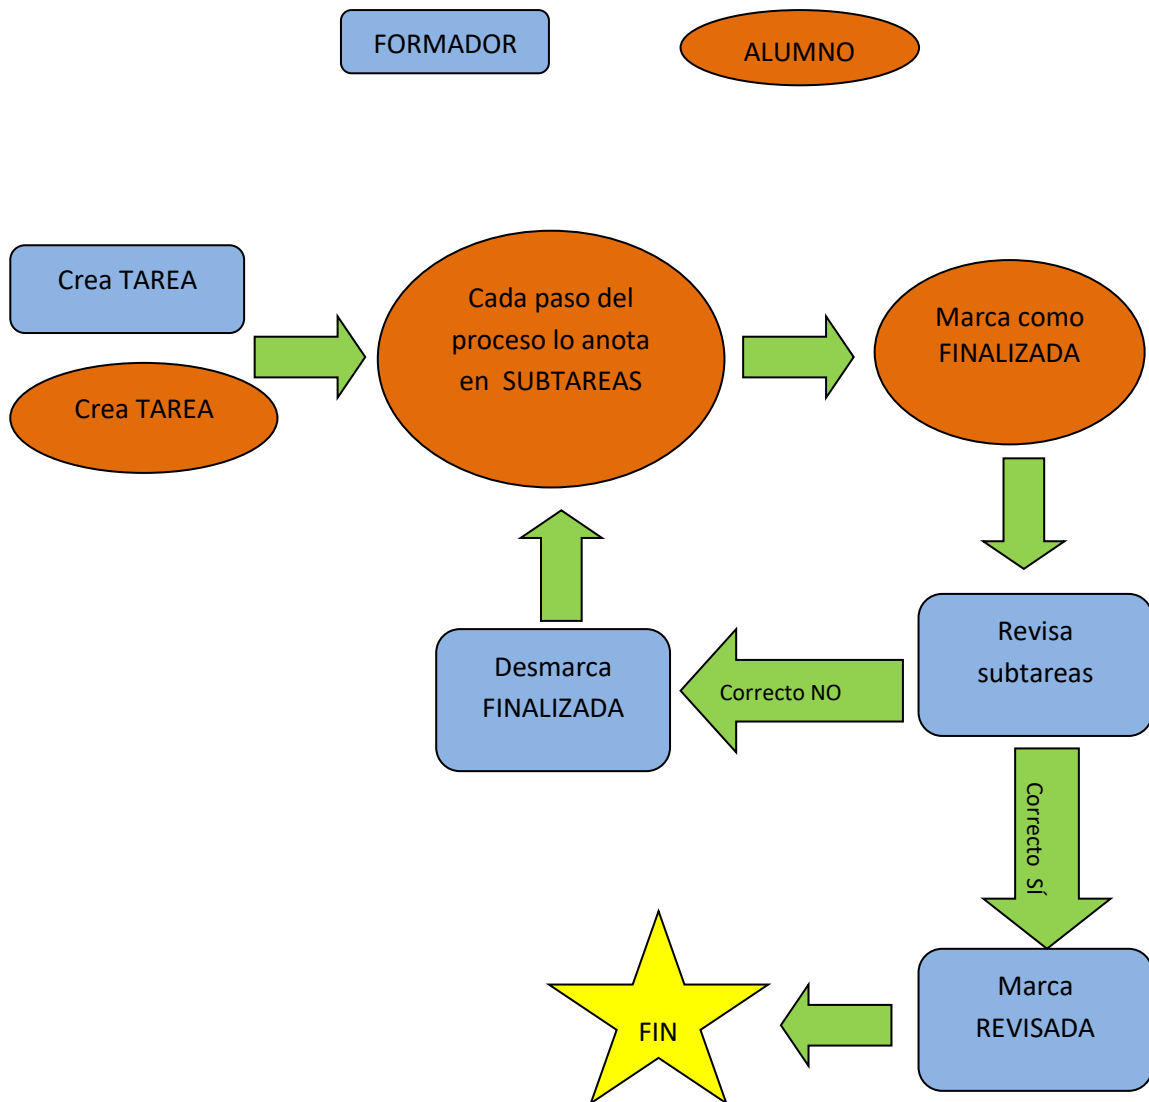 FORMADOR
ALUMNO
Crea TAREA
Crea TAREA
Cada paso del
proceso lo anota
en SUBTAREAS
Marca como
FINALIZADA
Revisa
subtareas
Correcto NO
Desmarca
FINALIZADA
Correcto SÍ
Marca
REVISADA
FIN